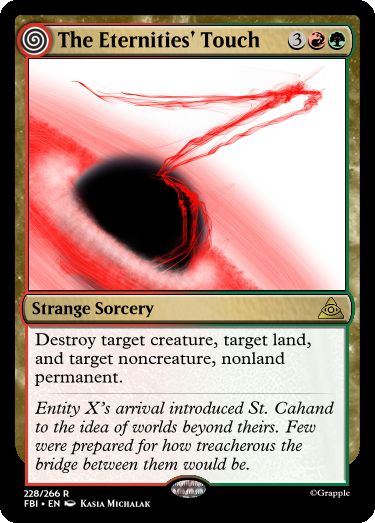 The Eternities' Touch 3
Strange Sorcery
Destroy target creature, target land,
and target noncreature, nonland
permanent.
Entity X's arrival introduced St. Cahand
to the idea of worlds beyond theirs. Few
were prepared for how treacherous the
bridge between them would be.
228/266 R
FBI • EN Kasia Michalak
©Grapple